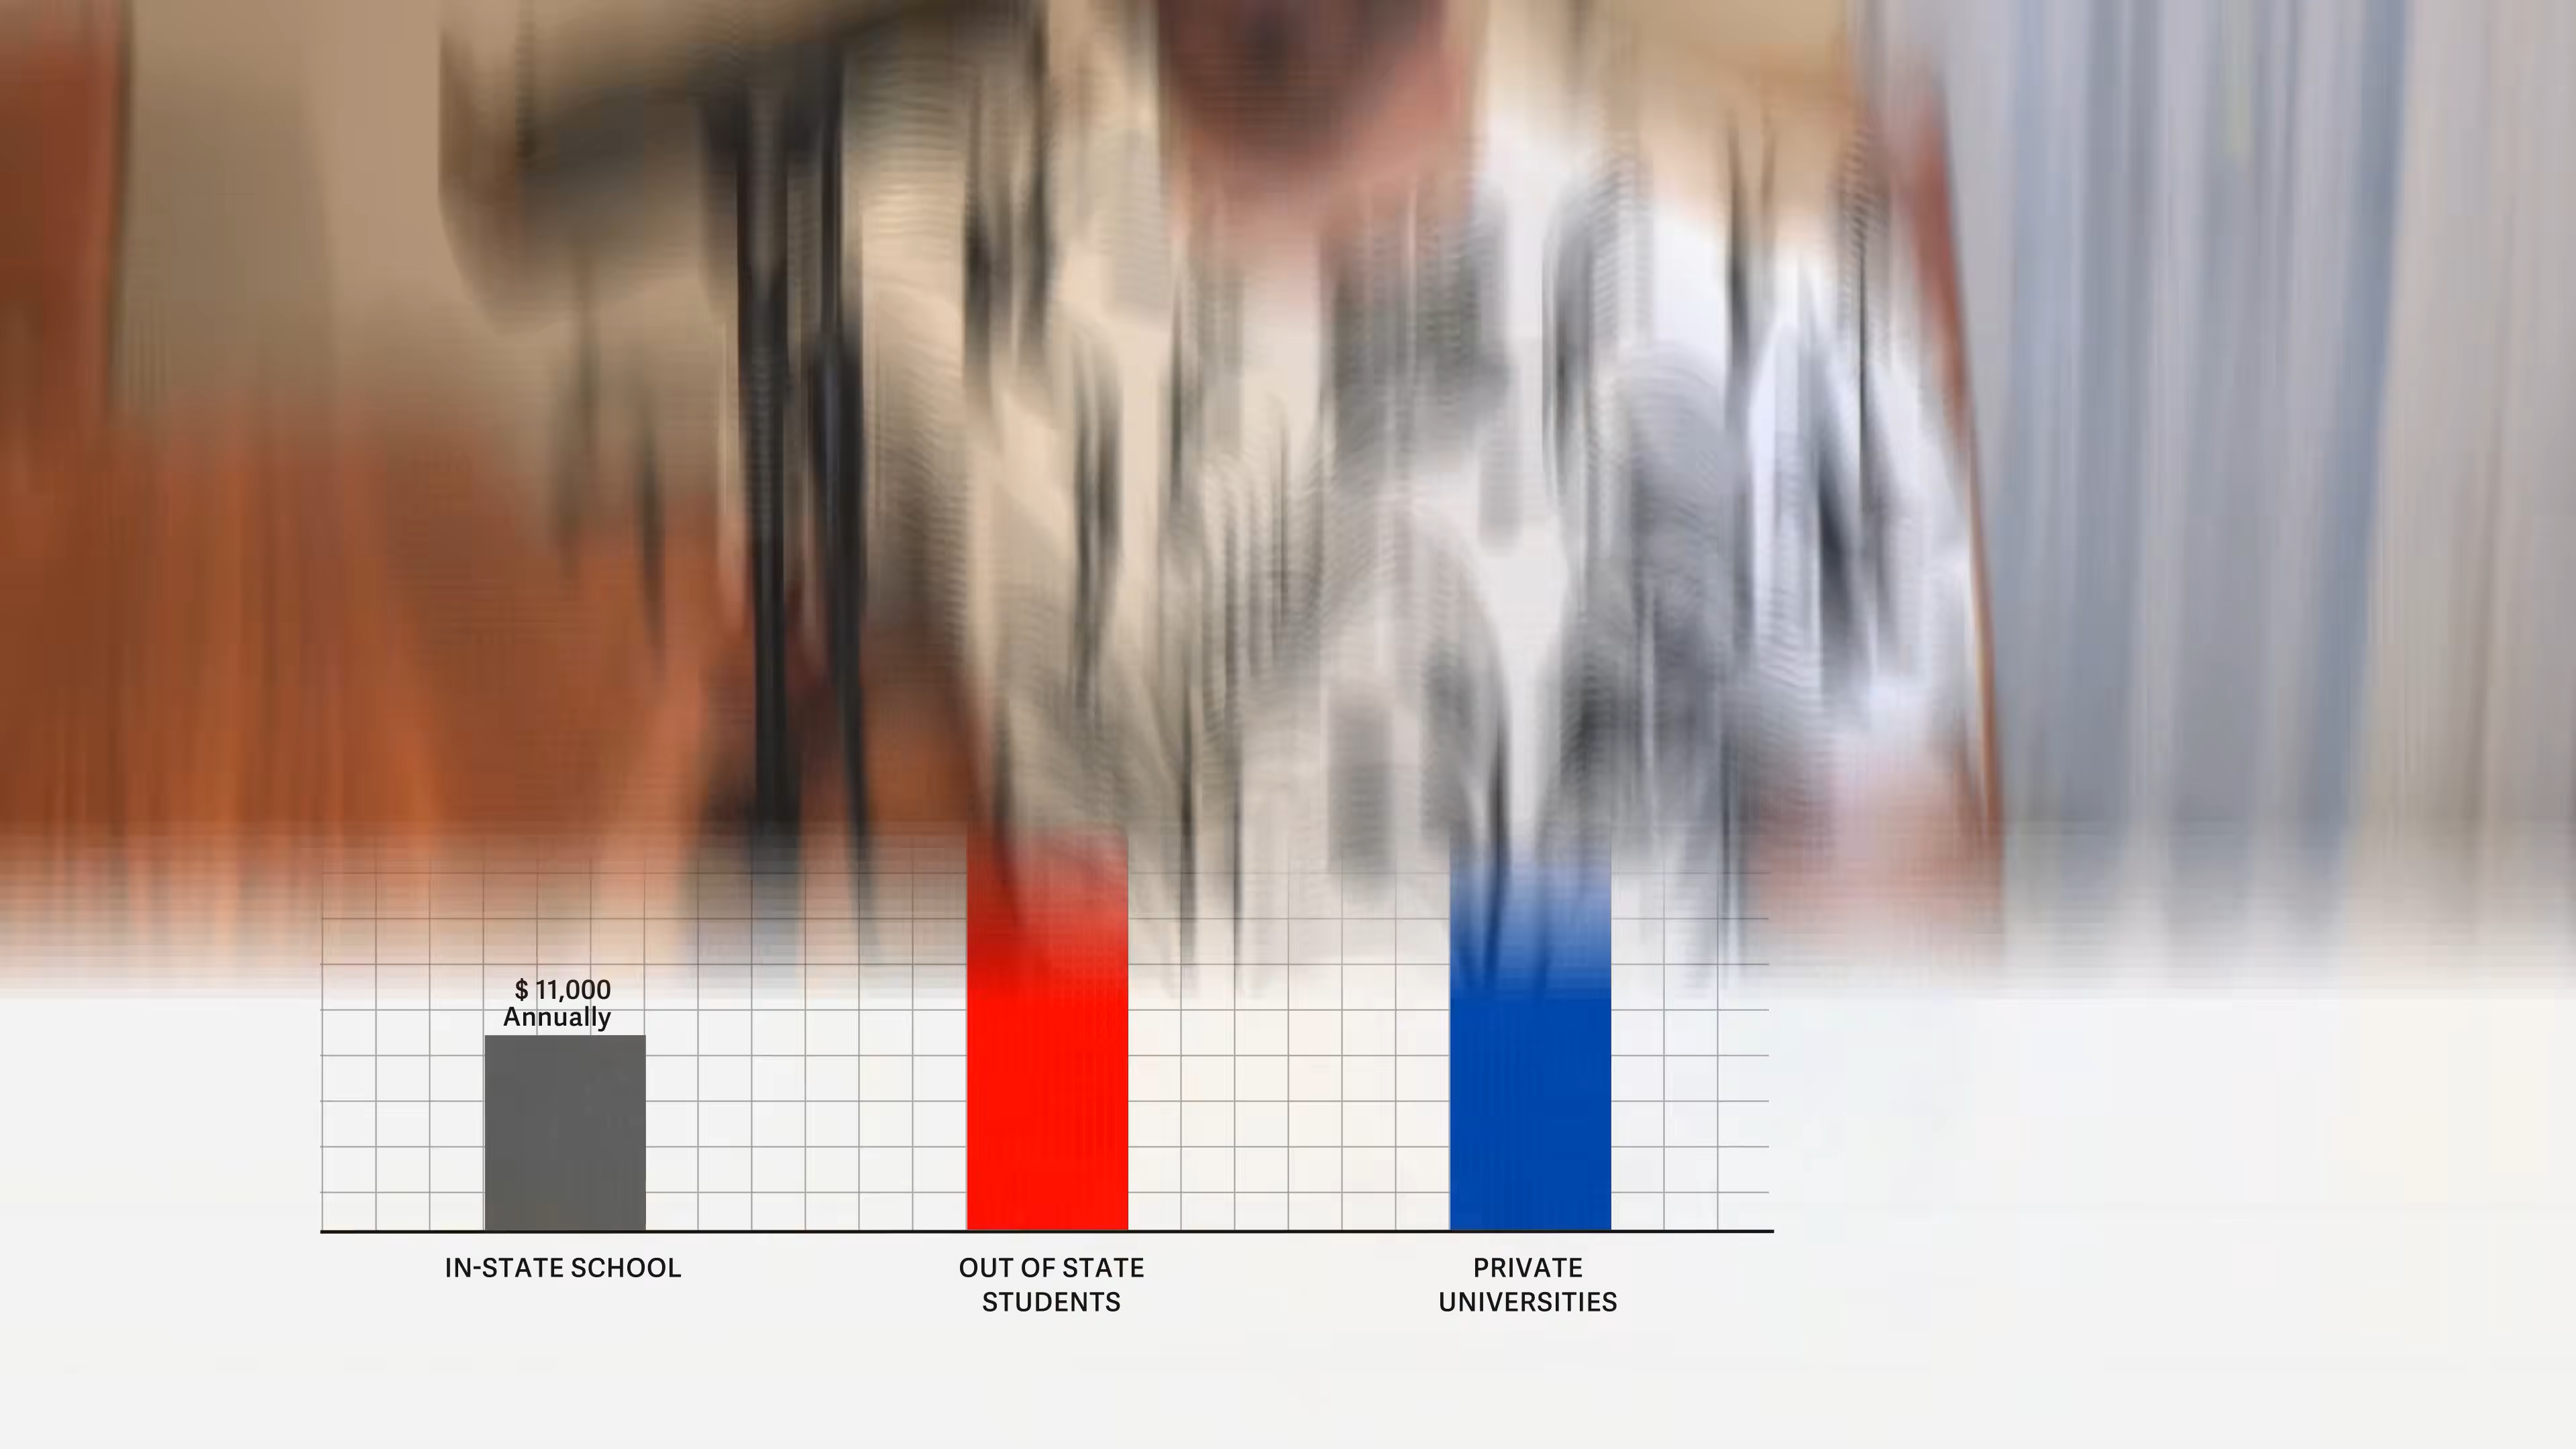 $ 11,000
Annually
IN-STATE SCHOOL
OUT OF STATE
STUDENTS
PRIVATE
UNIVERSITIES